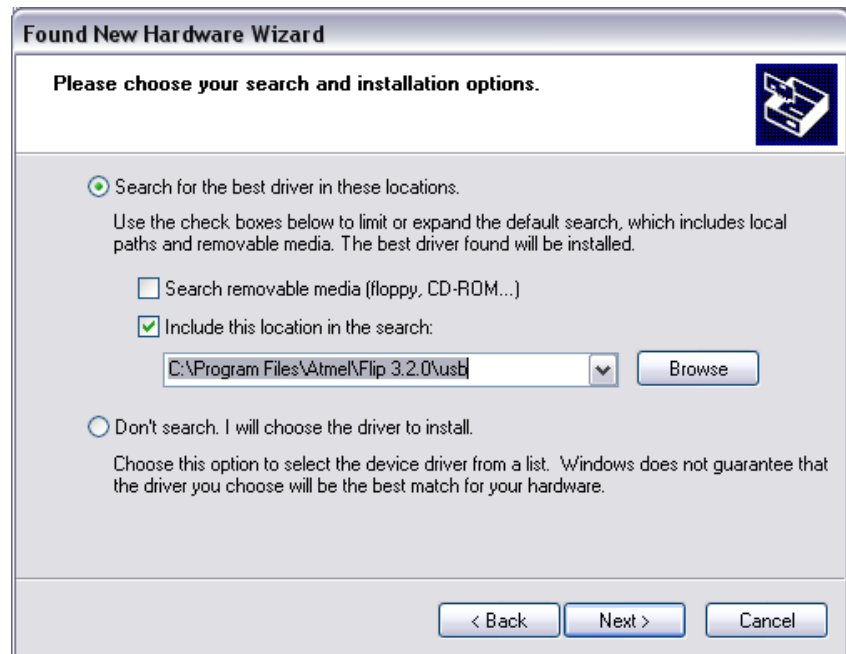 Found New Hardware Wizard
Please choose your search and installation options.
Search for the best driver in these locations.
Use the check boxes below to limit or expand the default search, which includes local
paths and removable media. The best driver found will be installed.
Search removable media (floppy, CD-ROM...)
Include this location in the search:
C:\Program Files\Atmel\Flip 3.2.0\usb
Browse
Don't search. I will choose the driver to install.
Choose this option to select the device driver from a list. Windows does not guarantee that
the driver you choose will be the best match for your hardware.
< Back Next > Cancel